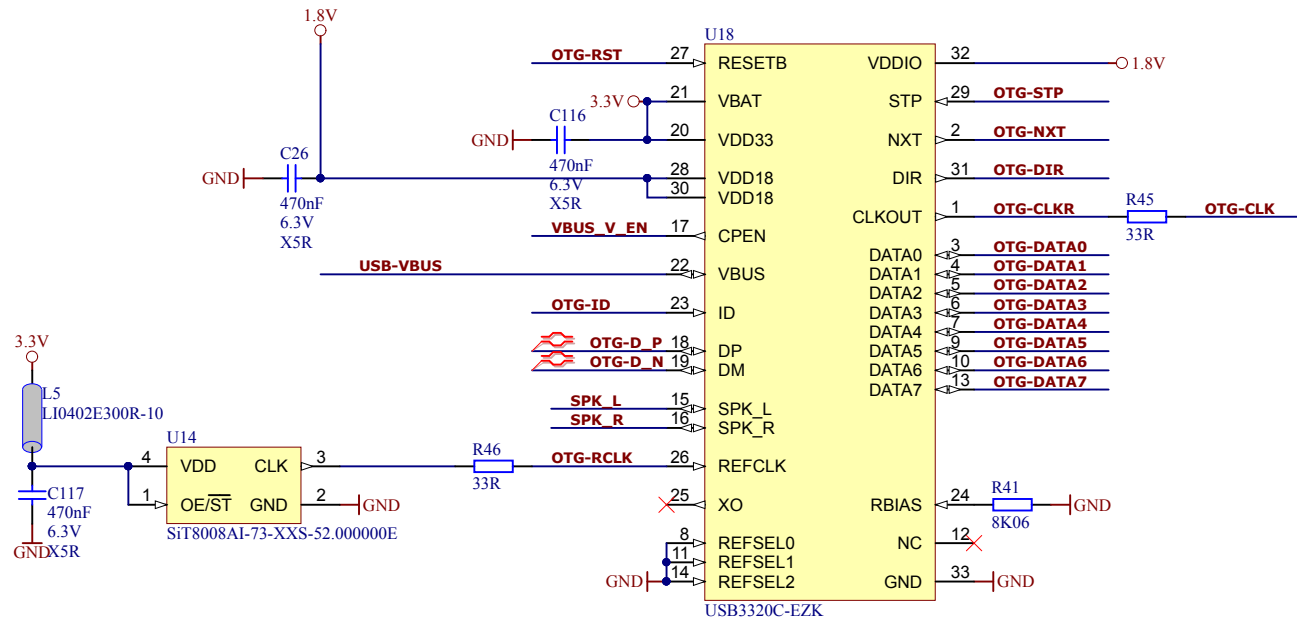 1.8V
U18
OTG-RST 27 RESETB VDDIO 32 1.8V
3.3V 21 VBAT STP 29 OTG-STP
C116
GND 20 VDD33 NXT 2 OTG-NXT
470nF
6.3V
X5R
C26
GND 28 VDD18 DIR 31 OTG-DIR
470nF
6.3V
X5R
30 VDD18
R45
CLKOUT 1 OTG-CLKR OTG-CLK
33R
VBUS_V_EN 17 CPEN
DATA0 3 OTG-DATA0
USB-VBUS 22 VBUS DATA1 4 OTG-DATA1
DATA2 5 OTG-DATA2
OTG-ID 23 ID DATA3 6 OTG-DATA3
DATA4 7 OTG-DATA4
OTG-D_P 18 DP DATA5 9 OTG-DATA5
OTG-D_N 19 DM DATA6 10 OTG-DATA6
DATA7 13 OTG-DATA7
3.3V
L5
LI0402E300R-10
SPK_L 15 SPK_L
SPK_R 16 SPK_R
U14
4 VDD CLK 3
R46
33R
OTG-RCLK 26 REFCLK
C117
470nF
6.3V
X5R
GND
1 OE/ST GND 2 GND
SiT8008AI-73-XXS-52.000000E
25 XO RBIAS 24 R41 GND
8K06
8 REFSEL0 NC 12
11 REFSEL1
GND 14 REFSEL2 GND 33 GND
USB3320C-EZK